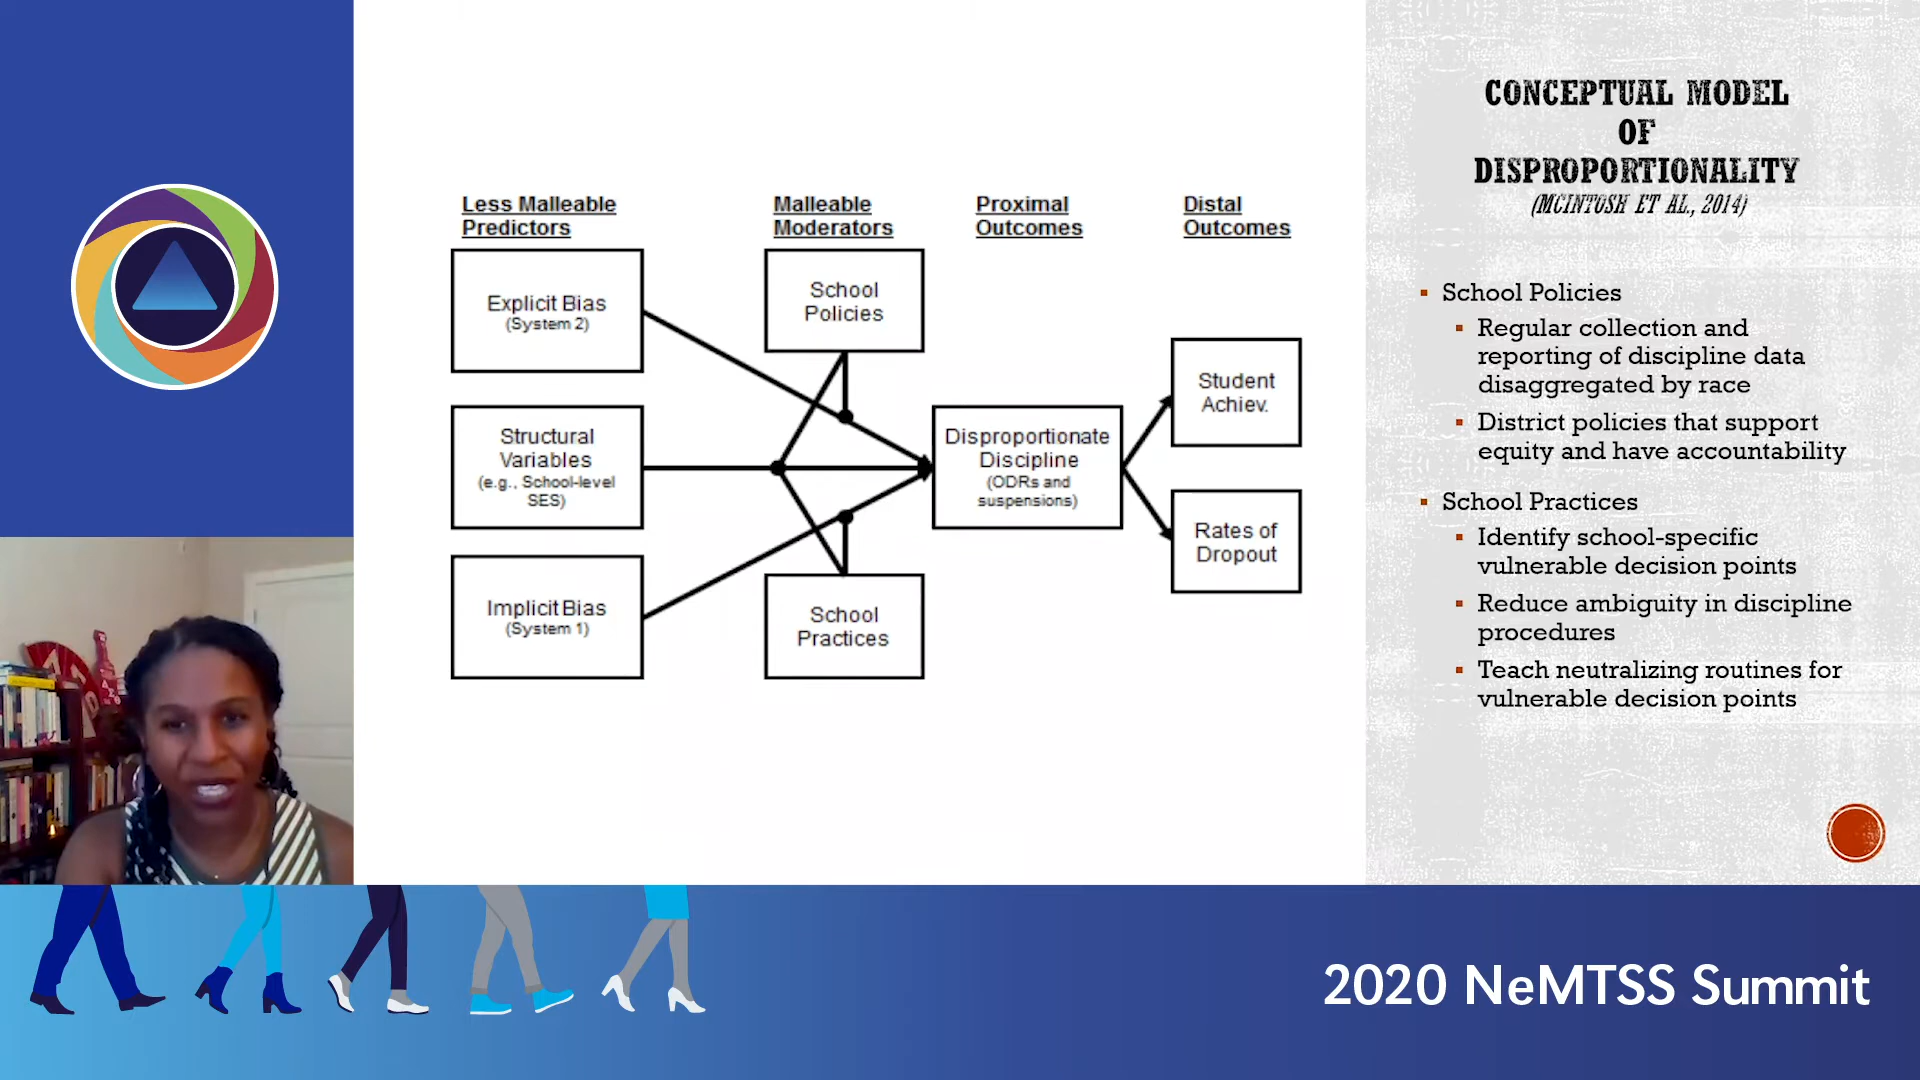 CONCEPTUAL MODEL
OF
DISPROPORTIONALITY
(MCINTOSH ET AL., 2014)
Less Malleable
Predictors
Malleable
Moderators
Proximal
Outcomes
Distal
Outcomes
Explicit Bias
(System 2)
Structural
Variables
(e.g., School-level
SES)
Implicit Bias
(System 1)
School
Policies
School
Practices
Disproportionate
Discipline
(ODRs and
suspensions)
Student
Achiev.
Rates of
Dropout
School Policies
Regular collection and
reporting of discipline data
disaggregated by race
District policies that support
equity and have accountability
School Practices
Identify school-specific
vulnerable decision points
Reduce ambiguity in discipline
procedures
Teach neutralizing routines for
vulnerable decision points
2020 NeMTSS Summit